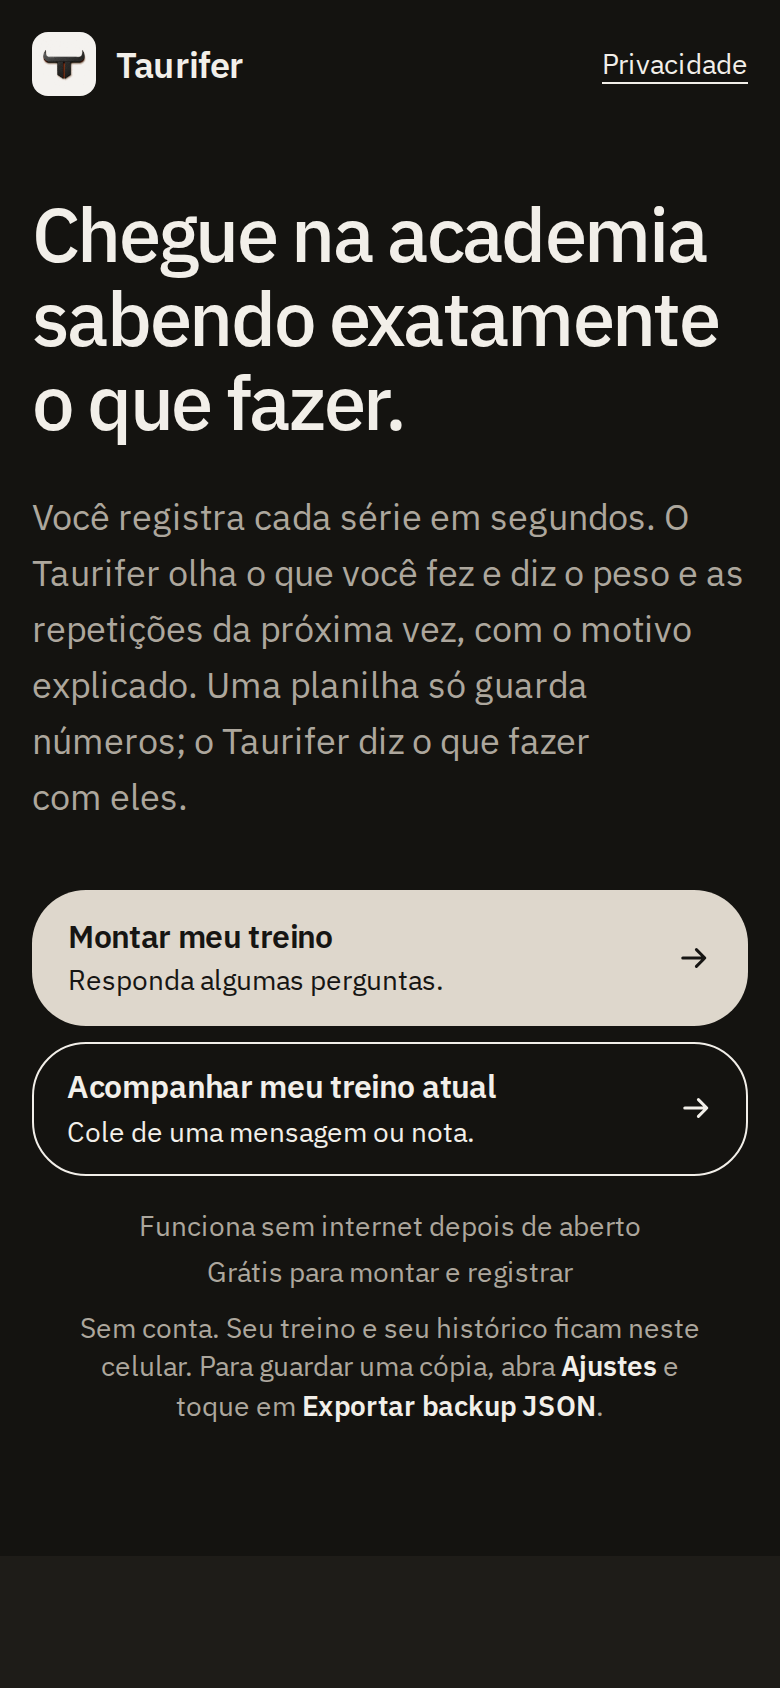 Taurifer
Privacidade
Chegue na academia
sabendo exatamente
o que fazer.
Você registra cada série em segundos. O
Taurifer olha o que você fez e diz o peso e as
repetições da próxima vez, com o motivo
explicado. Uma planilha só guarda
números; o Taurifer diz o que fazer
com eles.
Montar meu treino
Responda algumas perguntas.
Acompanhar meu treino atual
Cole de uma mensagem ou nota.
Funciona sem internet depois de aberto
Grátis para montar e registrar
Sem conta. Seu treino e seu histórico ficam neste
celular. Para guardar uma cópia, abra Ajustes e
toque em Exportar backup JSON.